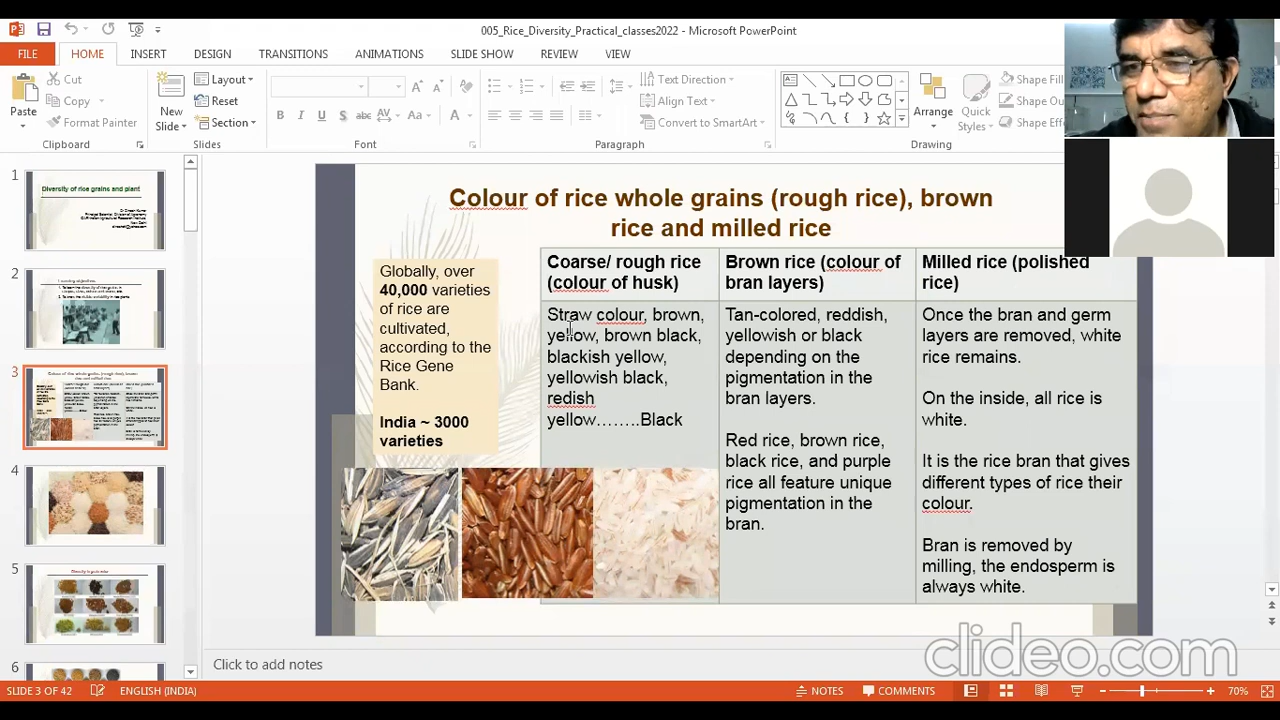 005_Rice_Diversity_Practical_classes2022 - Microsoft PowerPoint
FILE HOME INSERT DESIGN TRANSITIONS ANIMATIONS SLIDE SHOW REVIEW VIEW
Paste
Cut
Copy
Format Painter
Clipboard
New
Slide
Layout
Reset
Section
Slides
Font
Text Direction
Align Text
Convert to SmartArt
Paragraph
Arrange
Quick
Styles
Shape
Drawing
1
Diversity of rice grains and plant
2
3
4
5
6
Colour of rice whole grains (rough rice), brown
rice and milled rice
Globally, over
40,000 varieties
of rice are
cultivated,
according to the
Rice Gene
Bank.
India ~ 3000
varieties
Coarse/ rough rice
(colour of husk)
Straw colour, brown,
yellow, brown black,
blackish yellow,
yellowish black,
redish
yellow……..Black
Brown rice (colour of
bran layers)
Tan-colored, reddish,
yellowish or black
depending on the
pigmentation in the
bran layers.
Red rice, brown rice,
black rice, and purple
rice all feature unique
pigmentation in the
bran.
Milled rice (polished
rice)
Once the bran and germ
layers are removed, white
rice remains.
On the inside, all rice is
white.
It is the rice bran that gives
different types of rice their
colour.
Bran is removed by
milling, the endosperm is
always white.
Click to add notes
clideo.com
SLIDE 3 OF 42 ENGLISH (INDIA) NOTES COMMENTS 70%